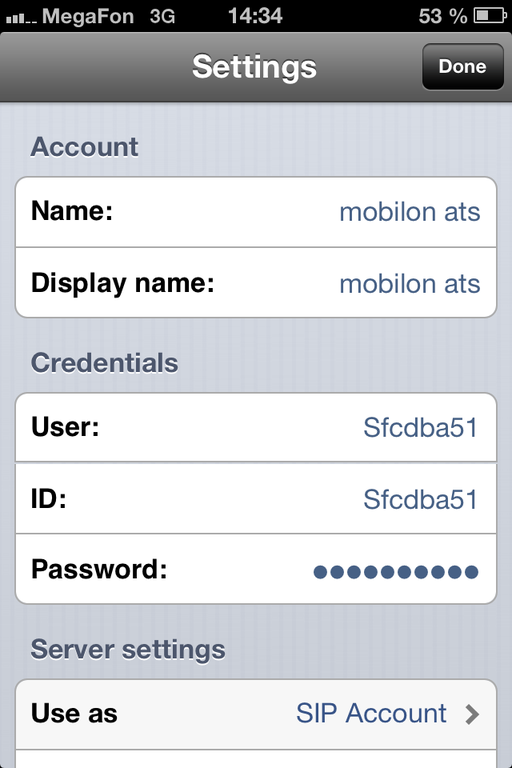 MegaFon 3G 14:34 53 %
Settings
Done
Account
Name: mobilon ats
Display name: mobilon ats
Credentials
User: Sfcdba51
ID: Sfcdba51
Password: ●●●●●●●●●●
Server settings
Use as SIP Account